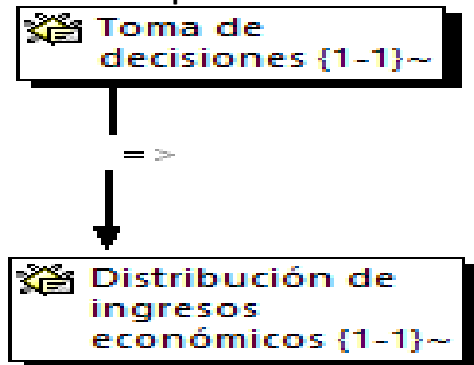 Toma de
decisiones {1-1}~
=>
Distribución de
ingresos
económicos {1-1}~